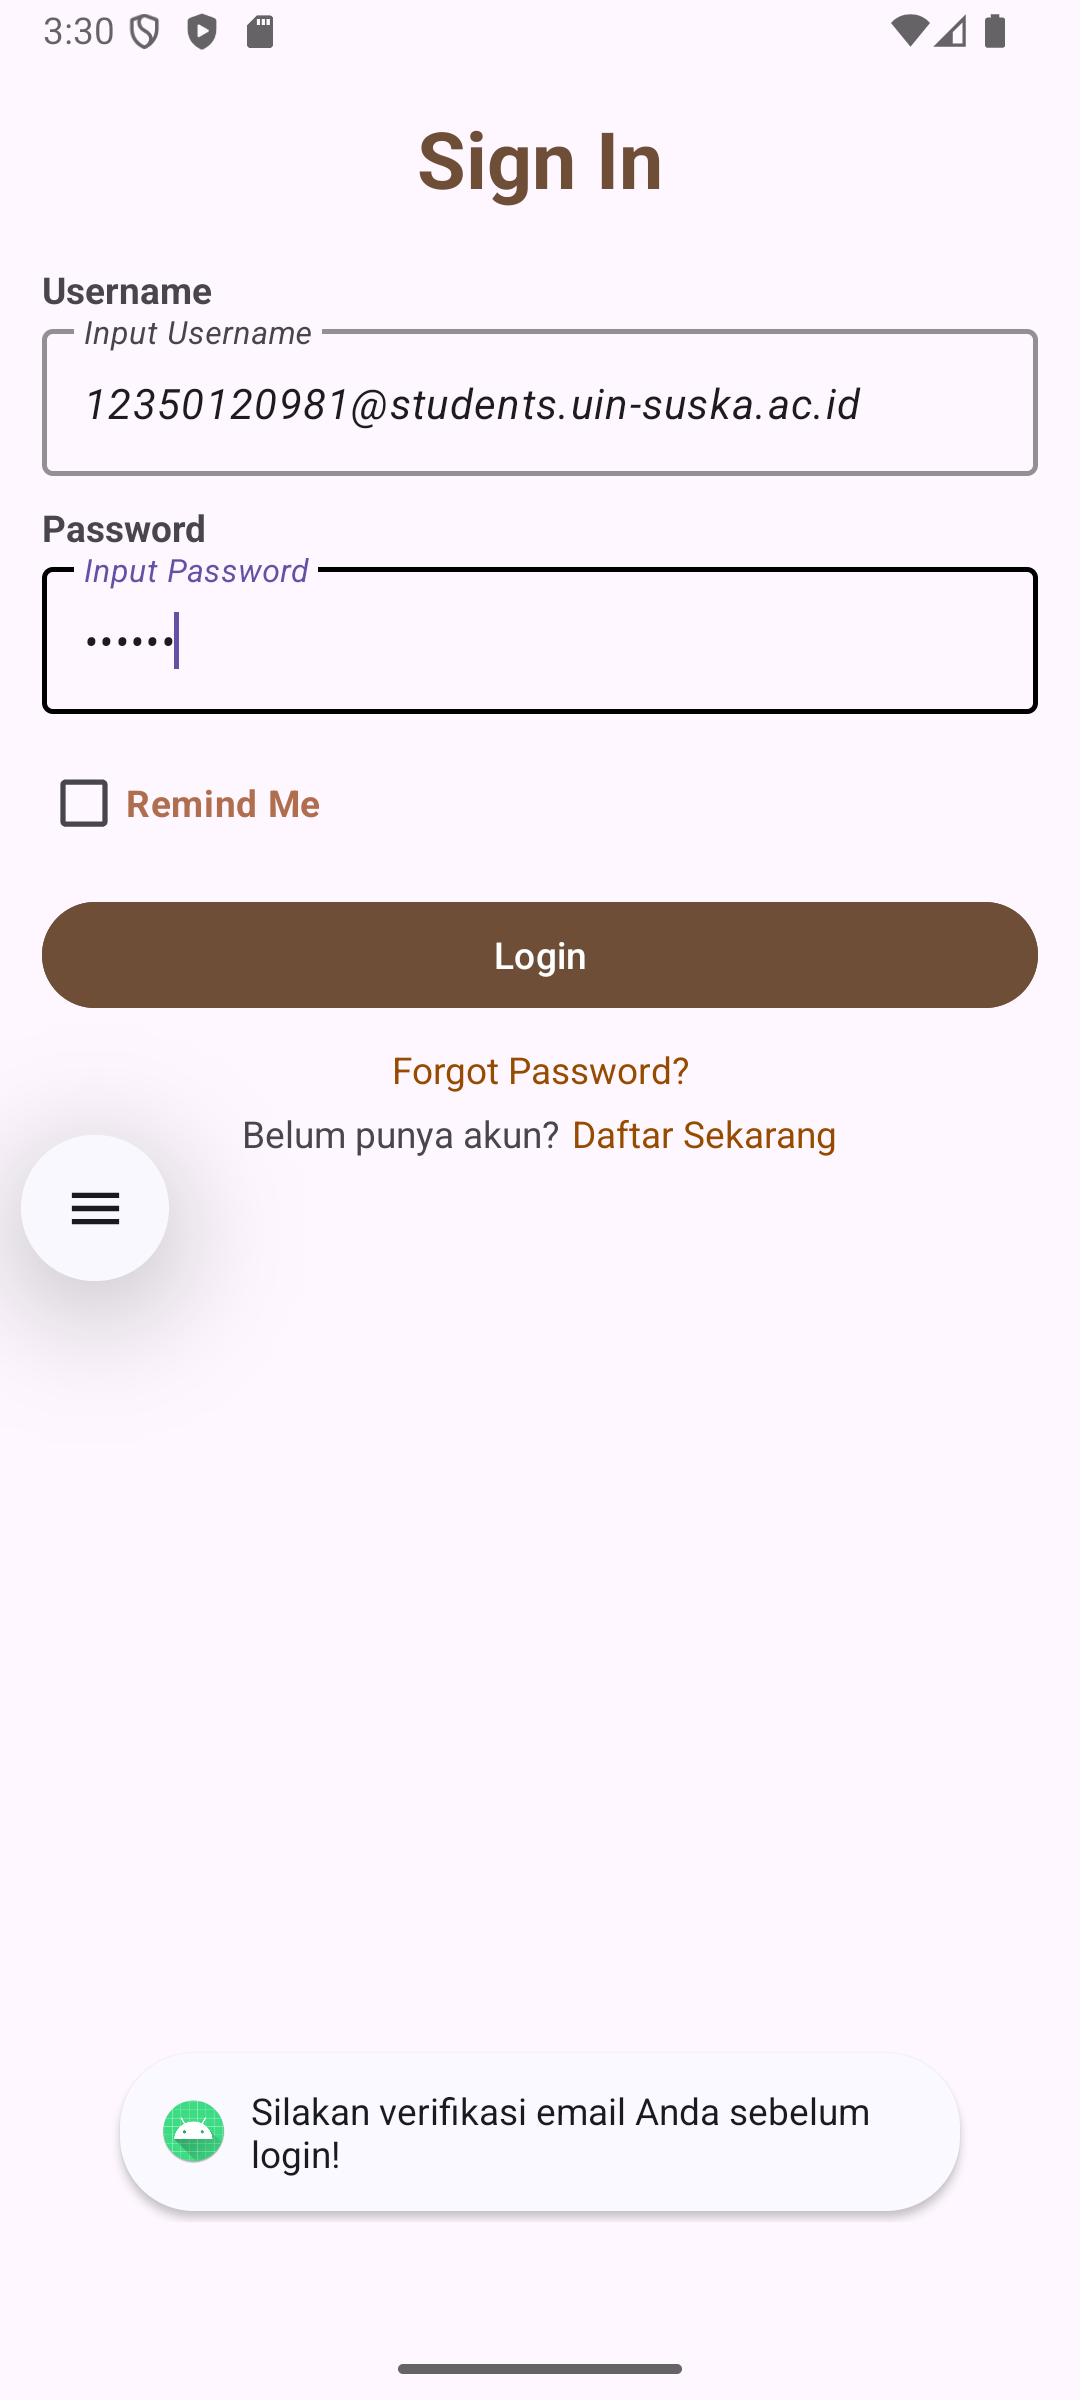 3:30
Sign In
Username
Input Username
12350120981@students.uin-suska.ac.id
Password
Input Password
••••••
Remind Me
Login
Forgot Password?
Belum punya akun? Daftar Sekarang
Silakan verifikasi email Anda sebelum
login!